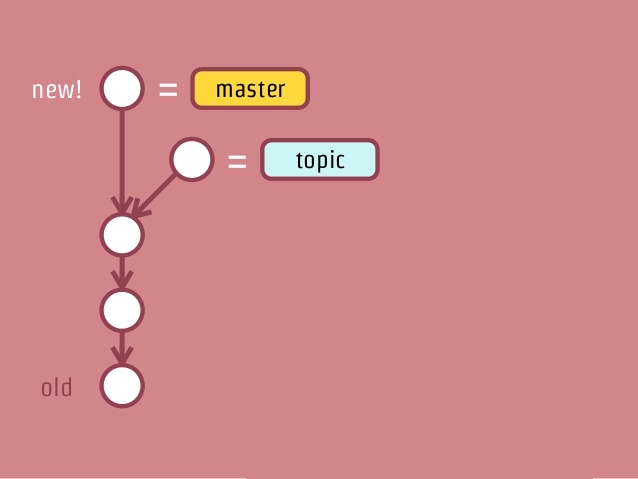 new! = master
= topic
old